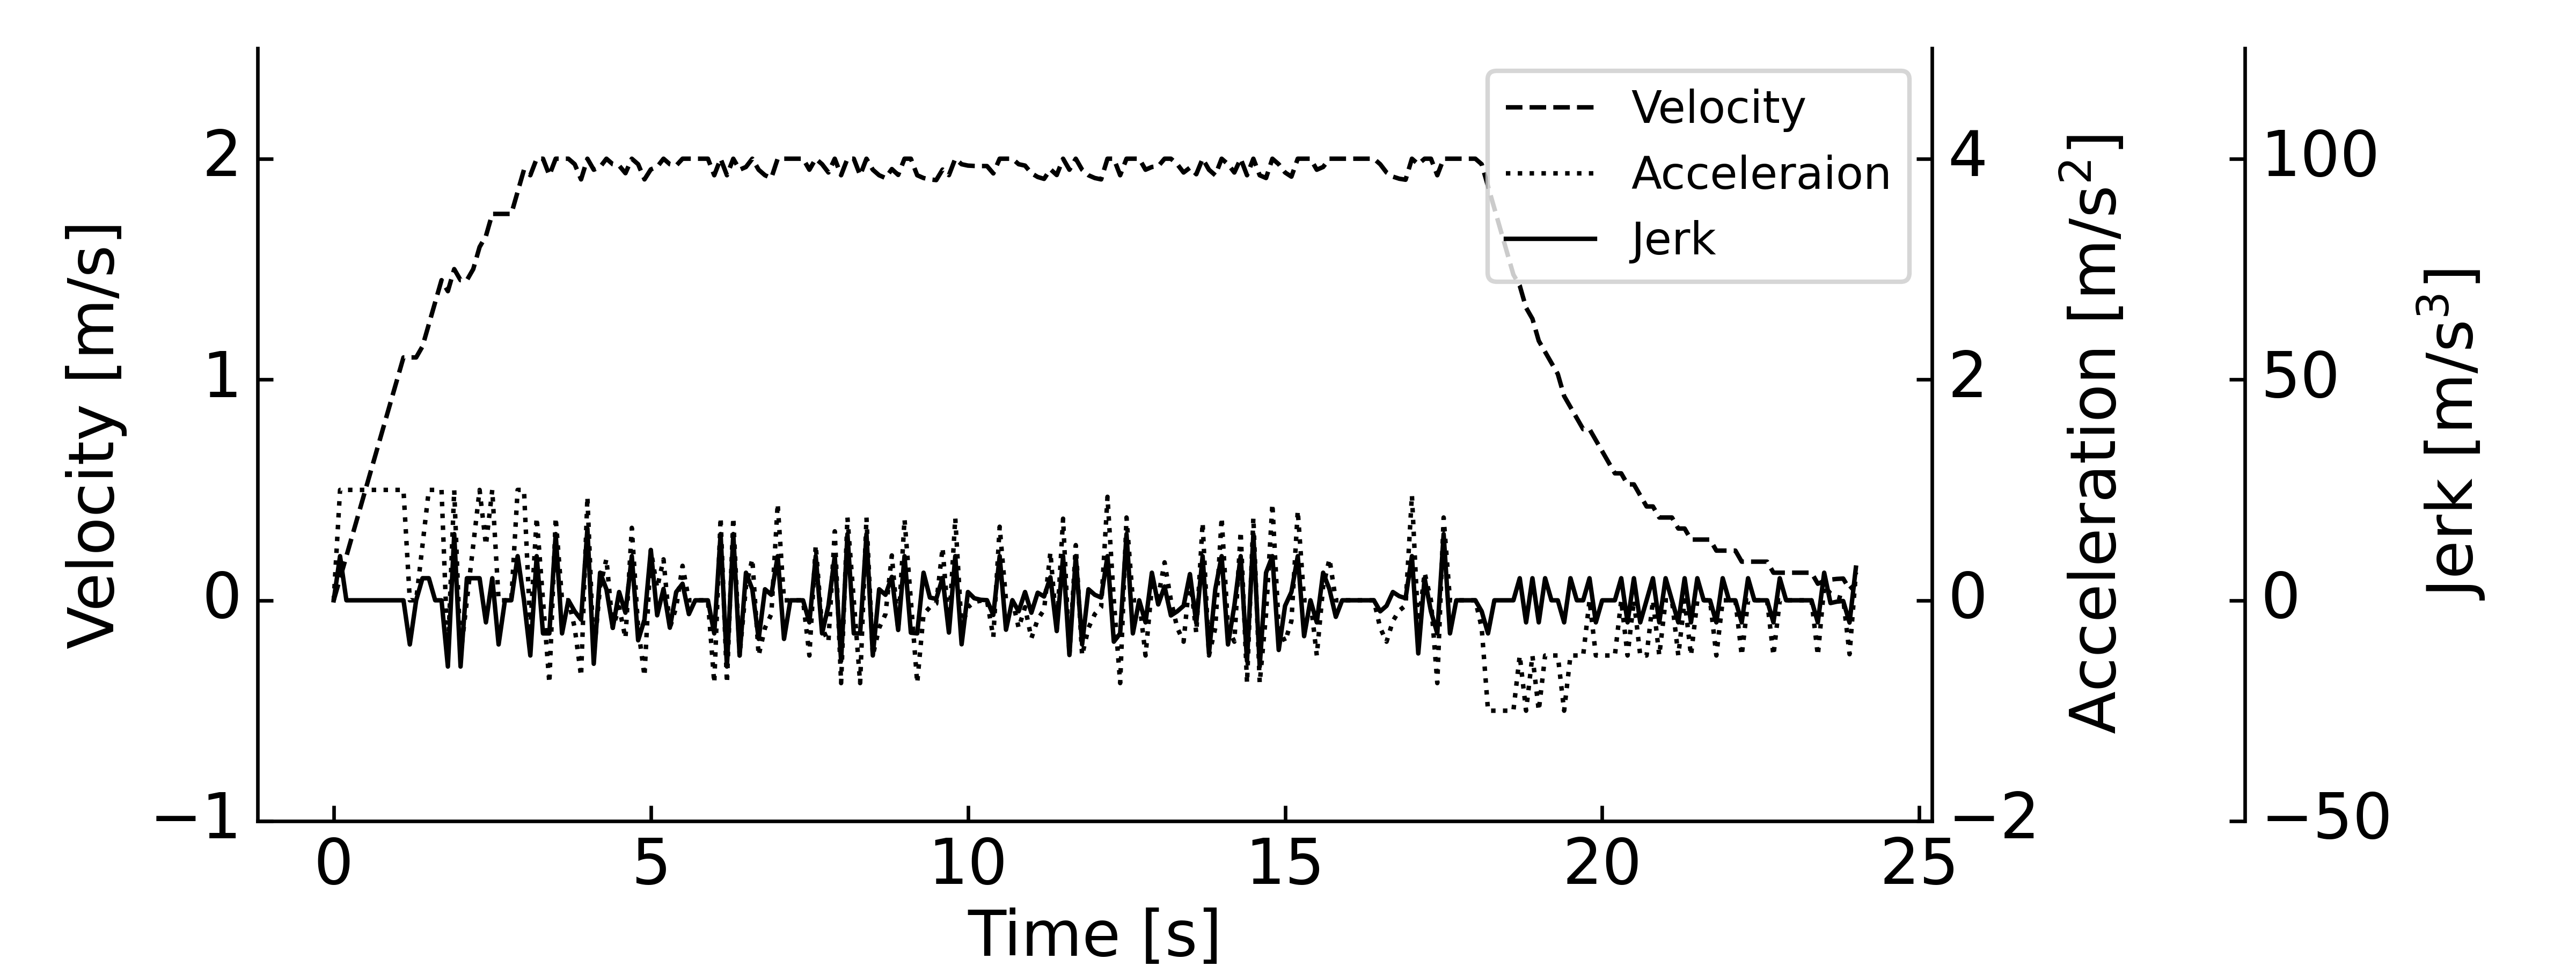 Velocity [m/s]
2
1
0
−1
Velocity
Acceleraion
Jerk
4
2
0
−2
Acceleration [m/s²]
100
50
0
−50
Jerk [m/s³]
0 5 10 15 20 25
Time [s]